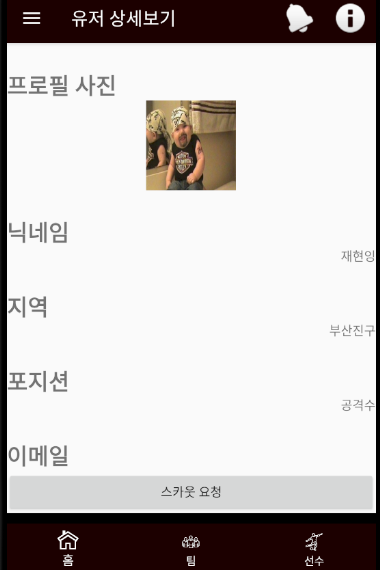 유저 상세보기
프로필 사진
닉네임
재현잉
지역
부산진구
포지션
공격수
이메일
스카웃 요청
홈
팀
선수